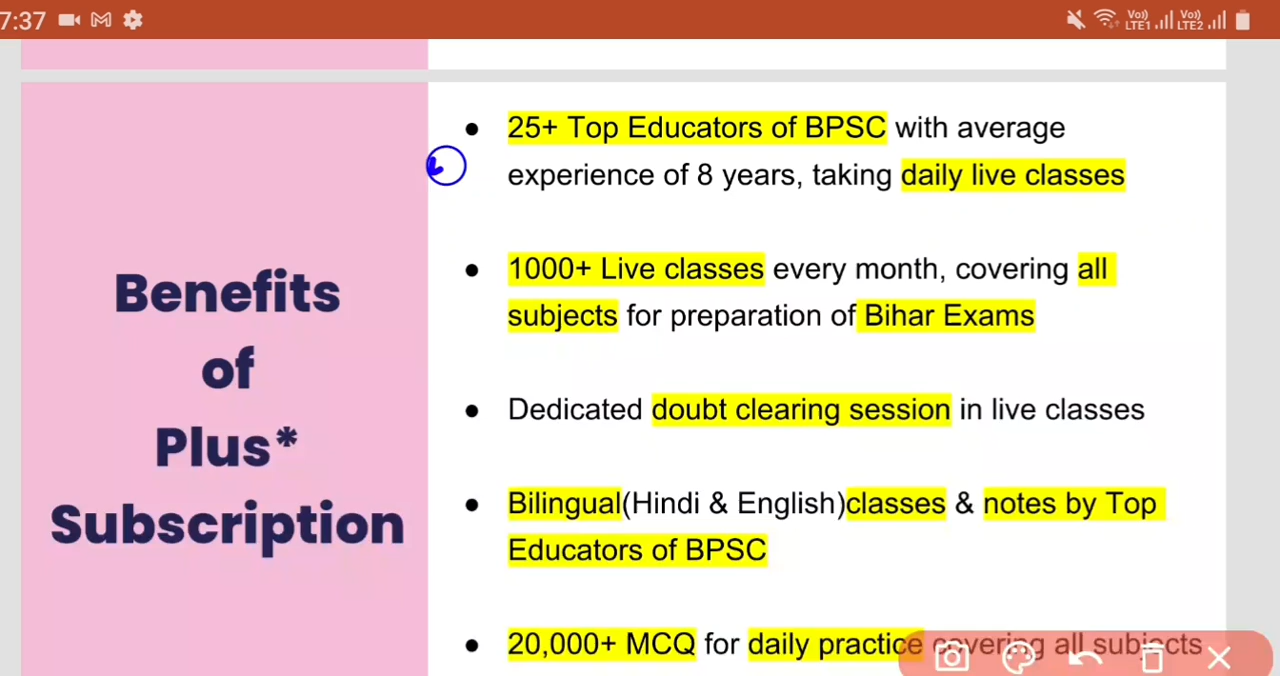 7:37
Vo)) LTE1 Vo)) LTE2
Benefits
of
Plus*
Subscription
● 25+ Top Educators of BPSC with average
experience of 8 years, taking daily live classes
● 1000+ Live classes every month, covering all
subjects for preparation of Bihar Exams
● Dedicated doubt clearing session in live classes
● Bilingual(Hindi & English)classes & notes by Top
Educators of BPSC
● 20,000+ MCQ for daily practice covering all subjects